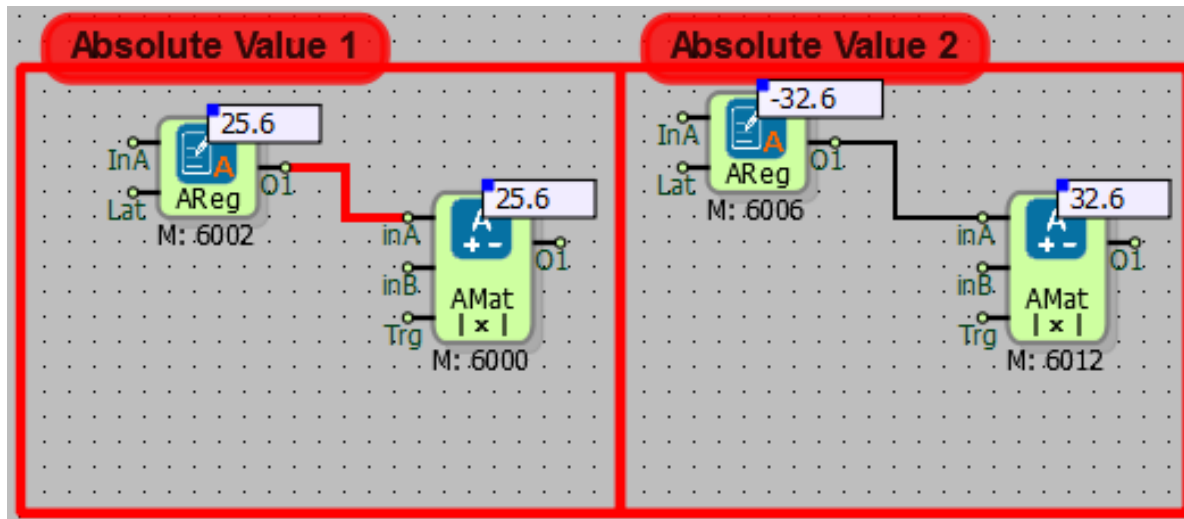 Absolute Value 1
25.6
InA
A
O1
Lat
AReg
M: 6002
25.6
A
inA
+ -
O1
inB
AMat
| x |
Trg
M: 6000
Absolute Value 2
-32.6
InA
A
O1
Lat
AReg
M: 6006
32.6
A
inA
+ -
O1
inB
AMat
| x |
Trg
M: 6012